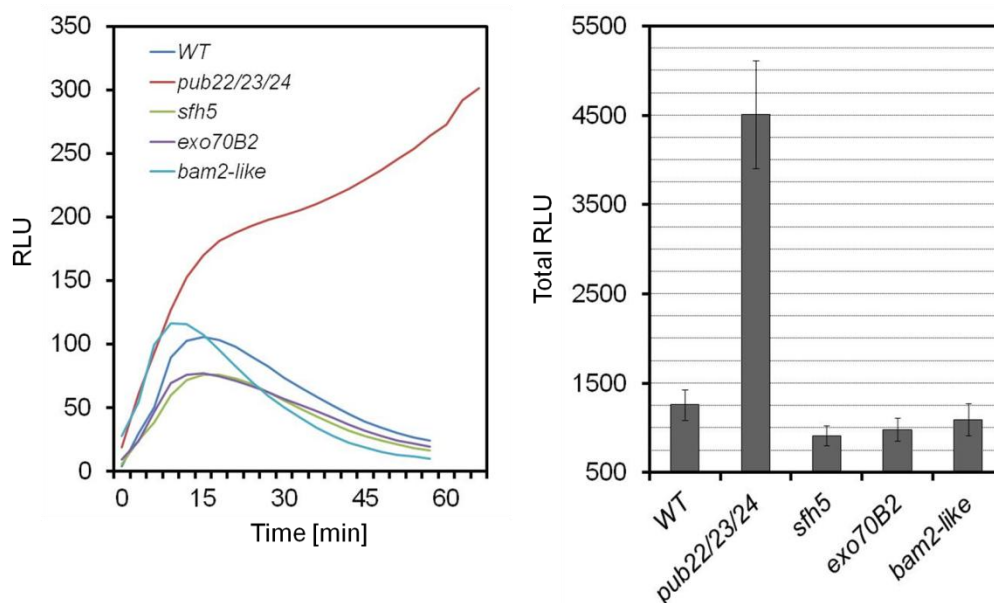 350
300
250
200
150
100
50
0
RLU
WT
pub22/23/24
sfh5
exo70B2
bam2-like
0 15 30 45 60
Time [min]
5500
4500
3500
2500
1500
500
Total RLU
WT
pub22/23/24
sfh5
exo70B2
bam2-like